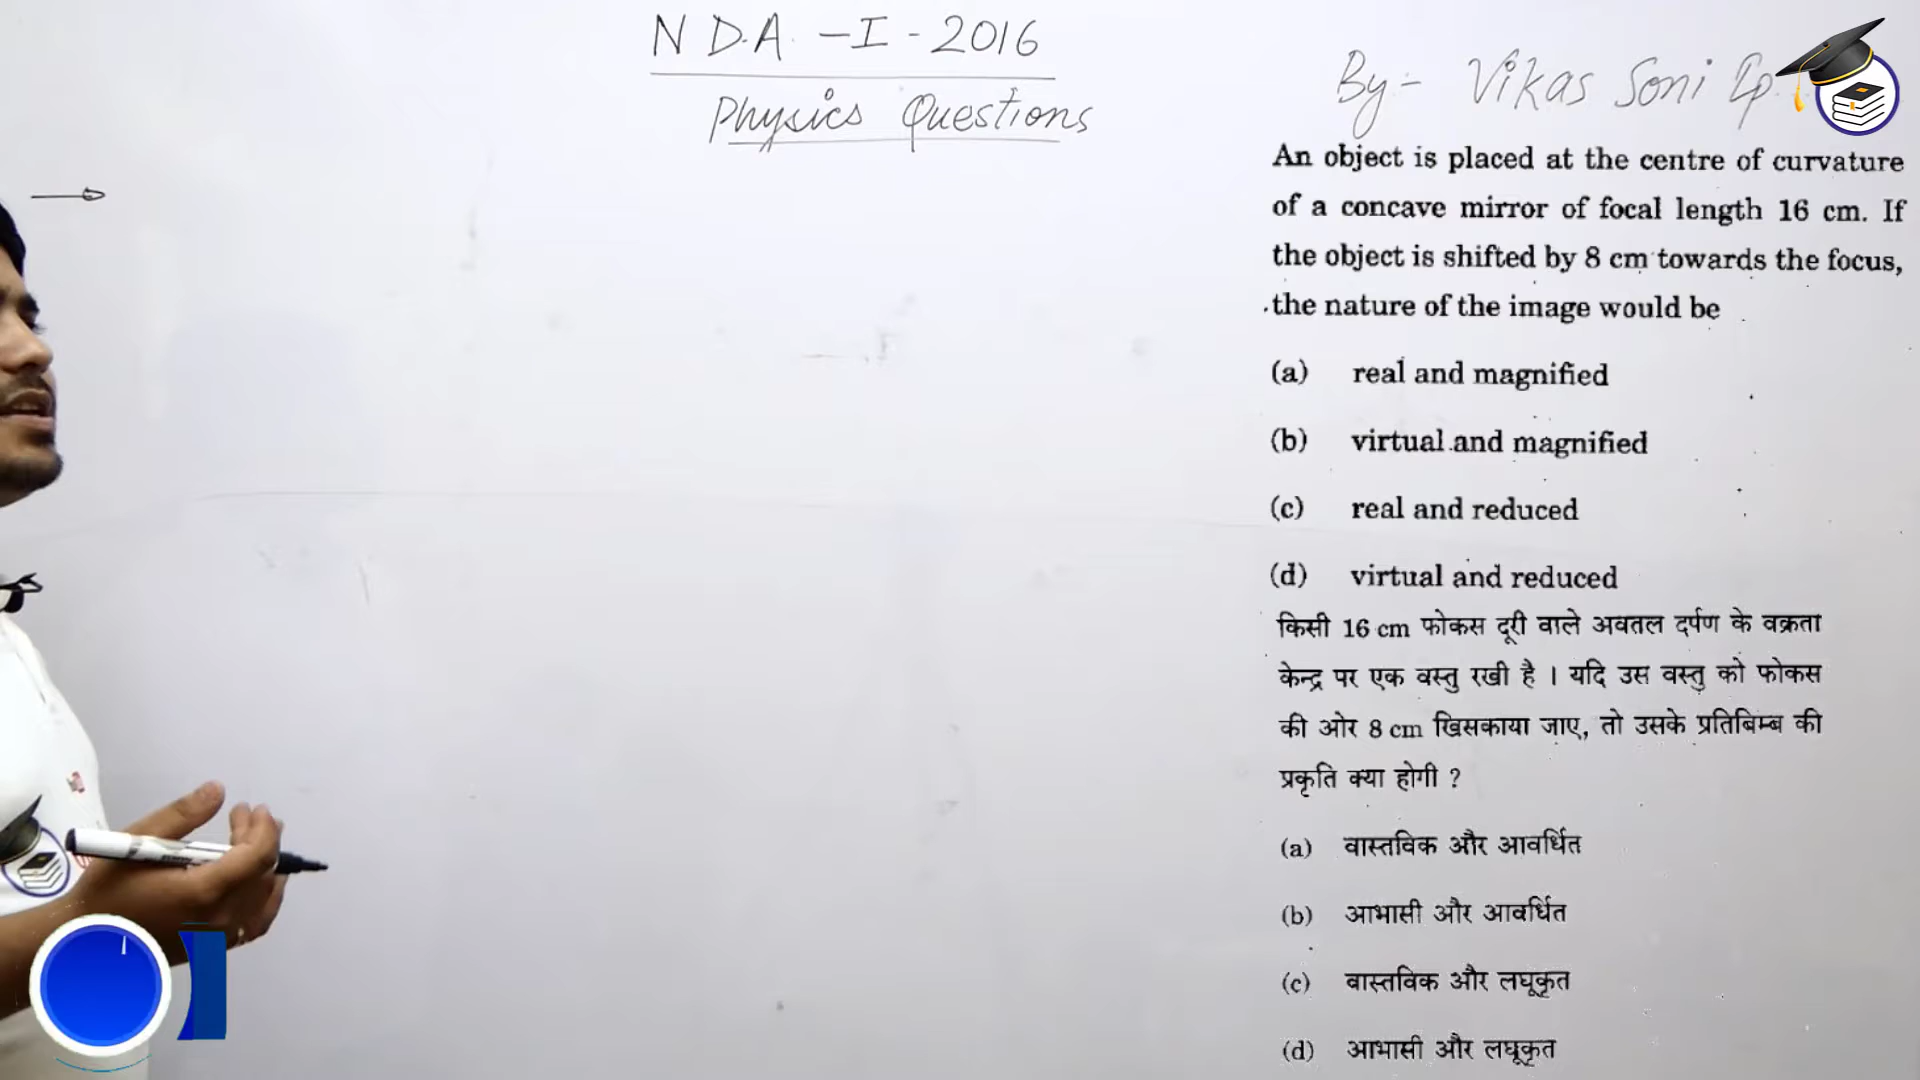 N D.A. - I - 2016
Physics Questions
By:- Vikas Soni
An object is placed at the centre of curvature
of a concave mirror of focal length 16 cm. If
the object is shifted by 8 cm towards the focus,
the nature of the image would be
(a) real and magnified
(b) virtual and magnified
(c) real and reduced
(d) virtual and reduced
किसी 16 cm फोकस दूरी वाले अवतल दर्पण के वक्रता
केन्द्र पर एक वस्तु रखी है । यदि उस वस्तु को फोकस
की ओर 8 cm खिसकाया जाए, तो उसके प्रतिबिम्ब की
प्रकृति क्या होगी ?
(a) वास्तविक और आवर्धित
(b) आभासी और आवर्धित
(c) वास्तविक और लघूकृत
(d) आभासी और लघूकृत